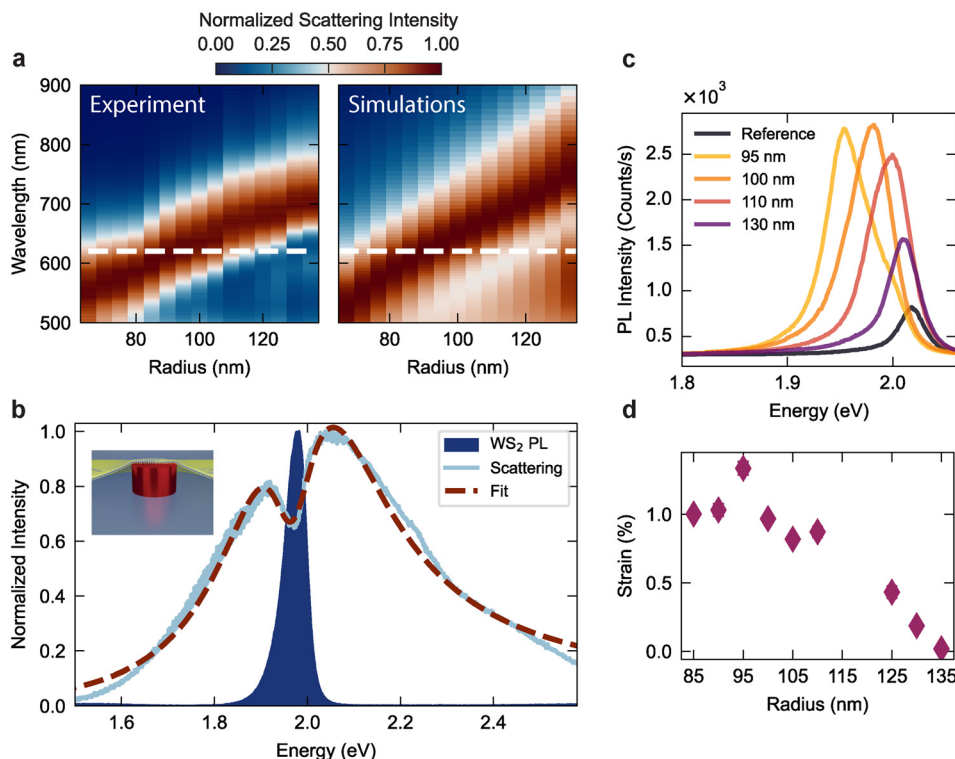 Normalized Scattering Intensity
0.00 0.25 0.50 0.75 1.00
a
Experiment
Simulations
900
800
700
600
500
Wavelength (nm)
80 100 120
Radius (nm)
80 100 120
Radius (nm)
b
WS₂ PL
Scattering
Fit
1.0
0.8
0.6
0.4
0.2
0
Normalized Intensity
1.6 1.8 2.0 2.2 2.4
Energy (eV)
c
×10³
Reference
95 nm
100 nm
110 nm
130 nm
2.5
2.0
1.5
1.0
0.5
PL Intensity (Counts/s)
1.8 1.9 2.0
Energy (eV)
d
1.0
0.5
0.0
Strain (%)
85 95 105 115 125 135
Radius (nm)